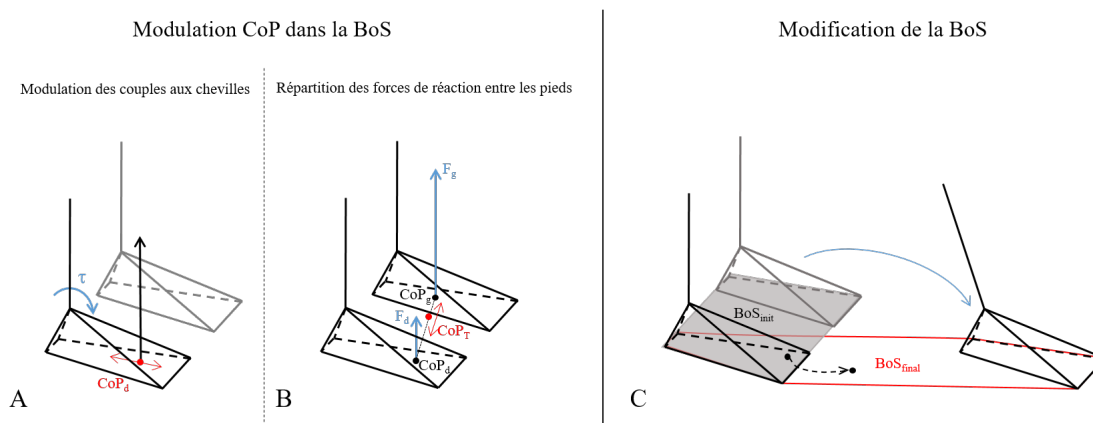 Modulation CoP dans la BoS
Modulation des couples aux chevilles
τ
CoPd
A
Répartition des forces de réaction entre les pieds
Fg
CoPg
Fd
CoPT
CoPd
B
Modification de la BoS
BoSinit
BoSfinal
C